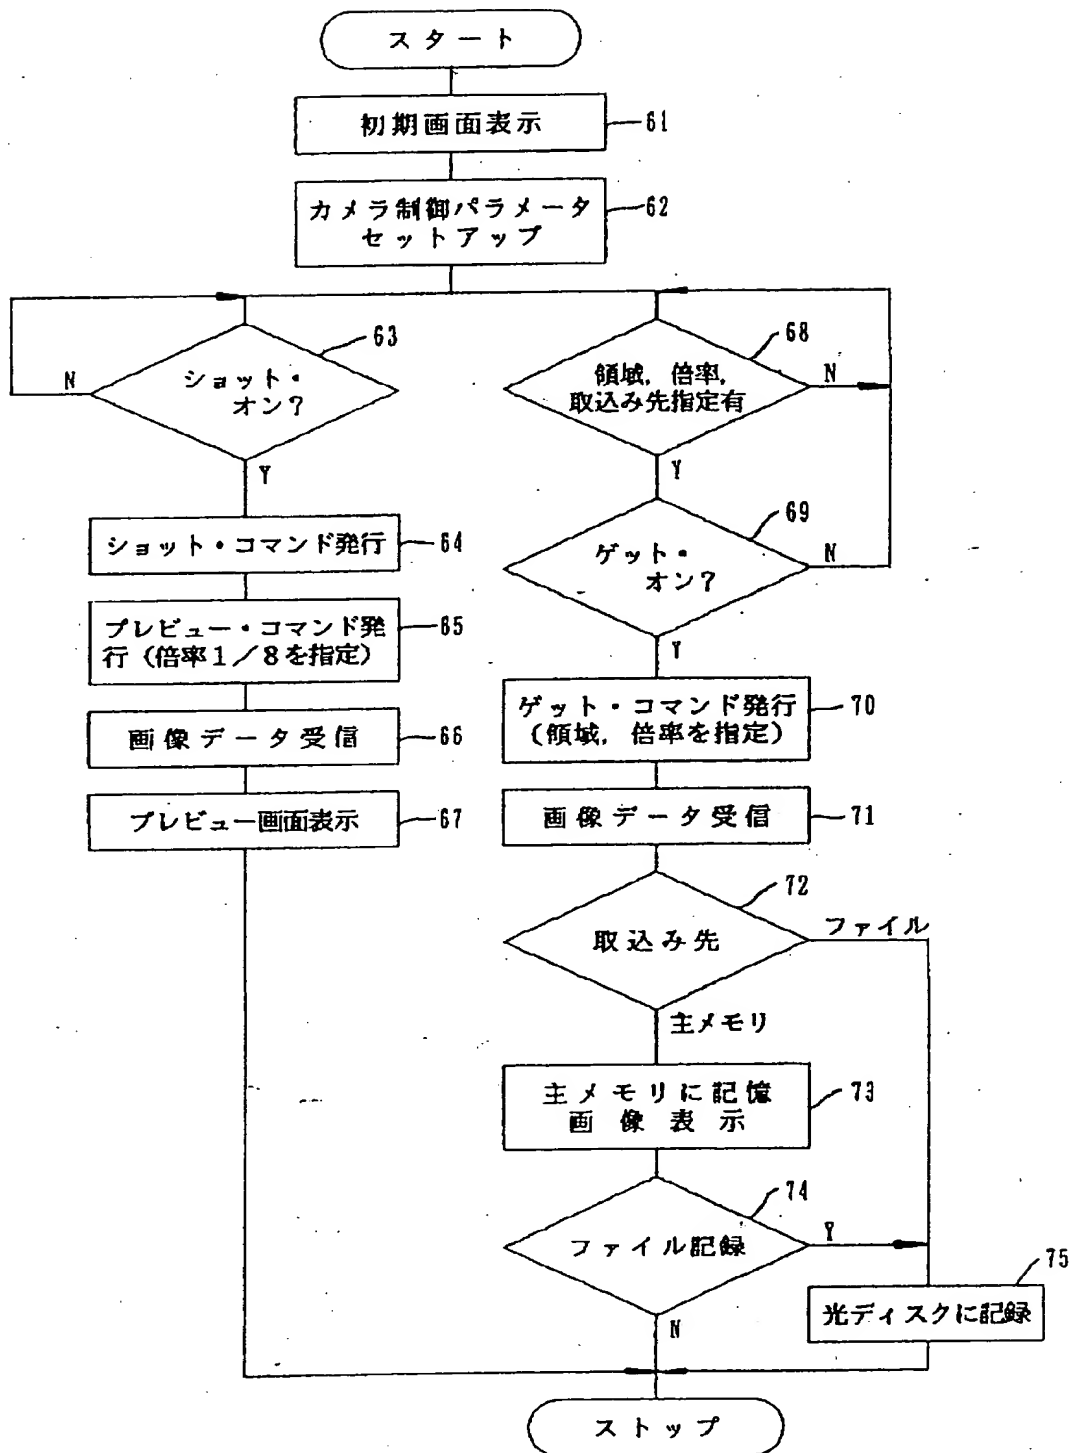 スタート
初期画面表示
61
カメラ制御パラメータ
セットアップ
62
63
N
ショット・
オン?
Y
ショット・コマンド発行
64
プレビュー・コマンド発
行(倍率1/8を指定)
65
画像データ受信
66
プレビュー画面表示
67
68
領域,倍率,
取込み先指定有
N
Y
69
ゲット・
オン?
N
Y
ゲット・コマンド発行
(領域,倍率を指定)
70
画像データ受信
71
72
取込み先
ファイル
主メモリ
主メモリに記憶
画像表示
73
74
ファイル記録
Y
N
75
光ディスクに記録
ストップ